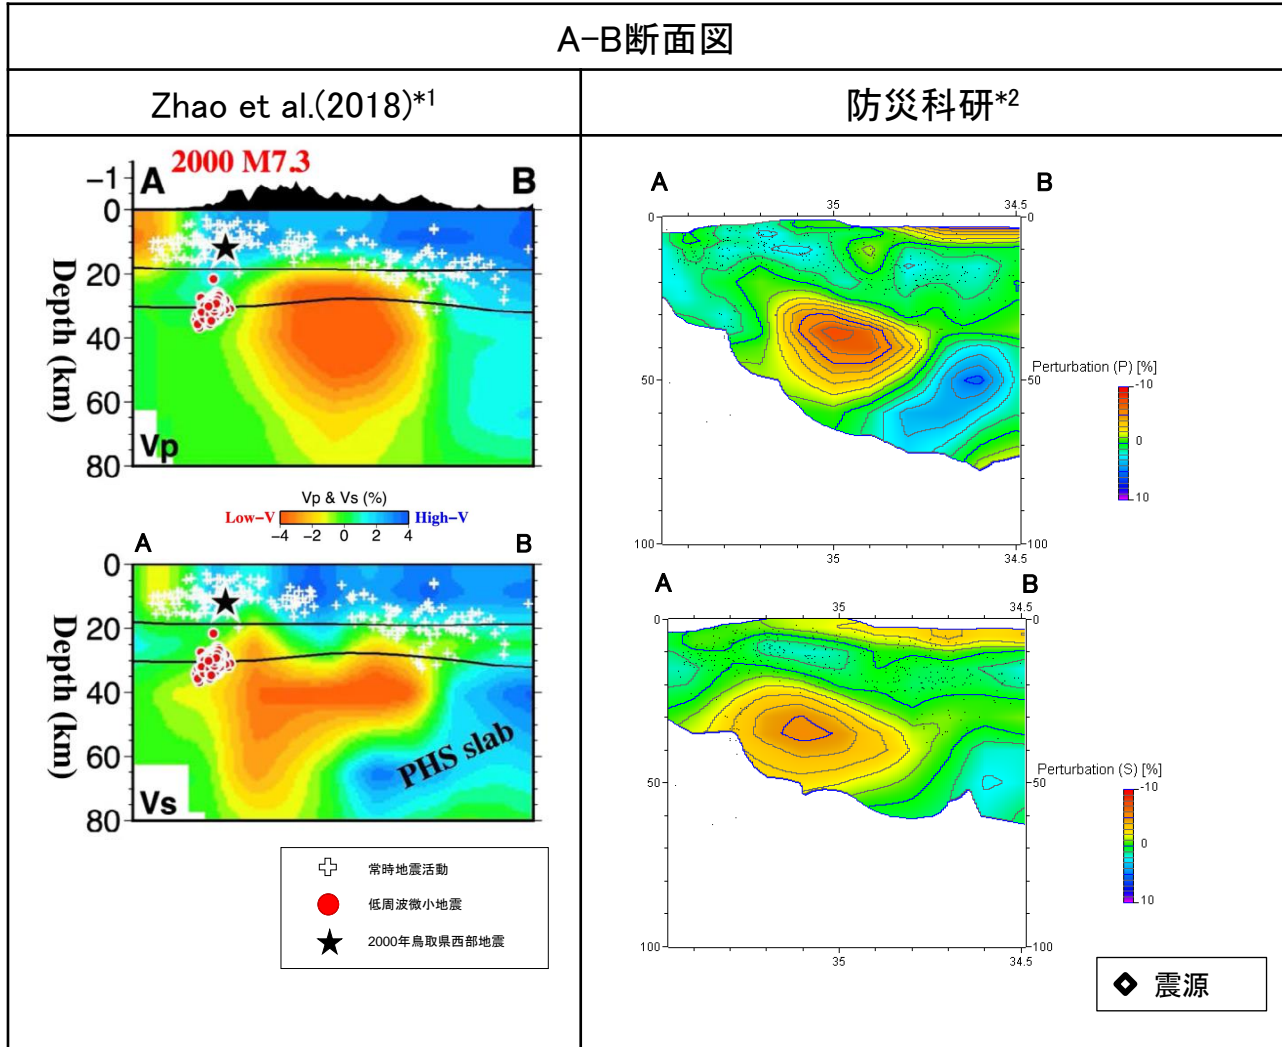 A-B断面図
Zhao et al.(2018)*1
防災科研*2
2000 M7.3
A
B
-1
0
20
40
60
80
Depth (km)
Vp
Vp & Vs (%)
Low-V
High-V
-4 -2 0 2 4
A
B
0
20
40
60
80
Depth (km)
PHS slab
Vs
常時地震活動
低周波微小地震
2000年鳥取県西部地震
A
B
35
34.5
0
0
50
50
100
100
35
34.5
Perturbation (P) [%]
-10
0
10
A
B
35
34.5
0
0
50
50
100
100
35
34.5
Perturbation (S) [%]
-10
0
10
震源